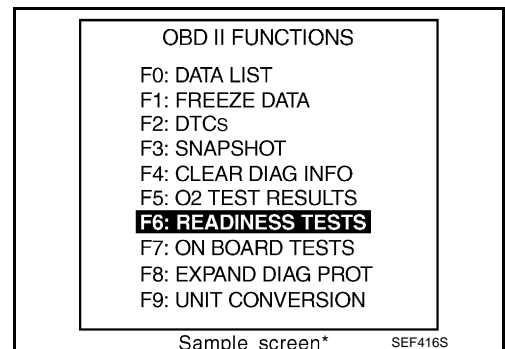 OBD II FUNCTIONS
F0: DATA LIST
F1: FREEZE DATA
F2: DTCs
F3: SNAPSHOT
F4: CLEAR DIAG INFO
F5: O2 TEST RESULTS
F6: READINESS TESTS
F7: ON BOARD TESTS
F8: EXPAND DIAG PROT
F9: UNIT CONVERSION
Sample screen* SEF416S